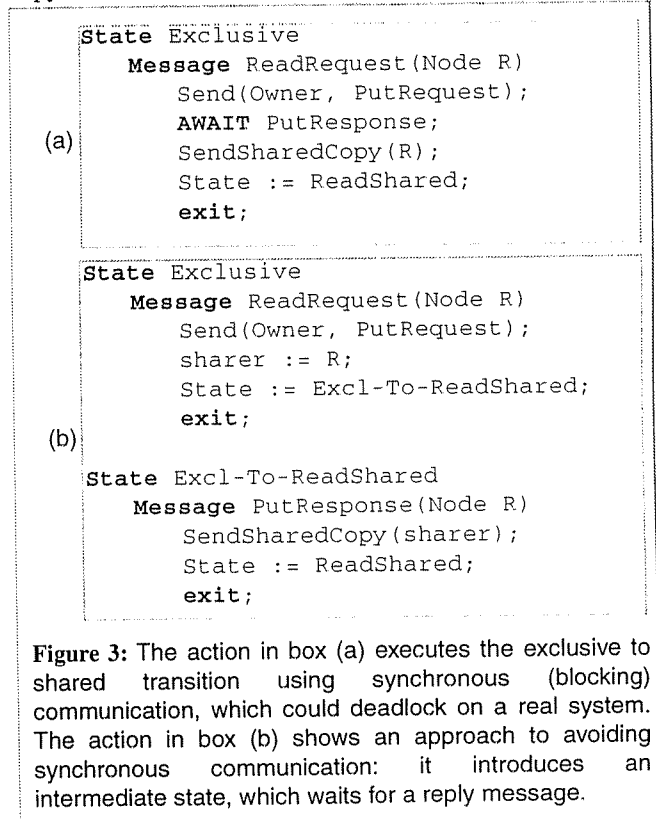 State Exclusive
Message ReadRequest(Node R)
Send(Owner, PutRequest);
AWAIT PutResponse;
(a)
SendSharedCopy(R);
State := ReadShared;
exit;
State Exclusive
Message ReadRequest(Node R)
Send(Owner, PutRequest);
sharer := R;
State := Excl-To-ReadShared;
exit;
(b)
State Excl-To-ReadShared
Message PutResponse(Node R)
SendSharedCopy(sharer);
State := ReadShared;
exit;
Figure 3: The action in box (a) executes the exclusive to
shared transition using synchronous (blocking)
communication, which could deadlock on a real system.
The action in box (b) shows an approach to avoiding
synchronous communication: it introduces an
intermediate state, which waits for a reply message.